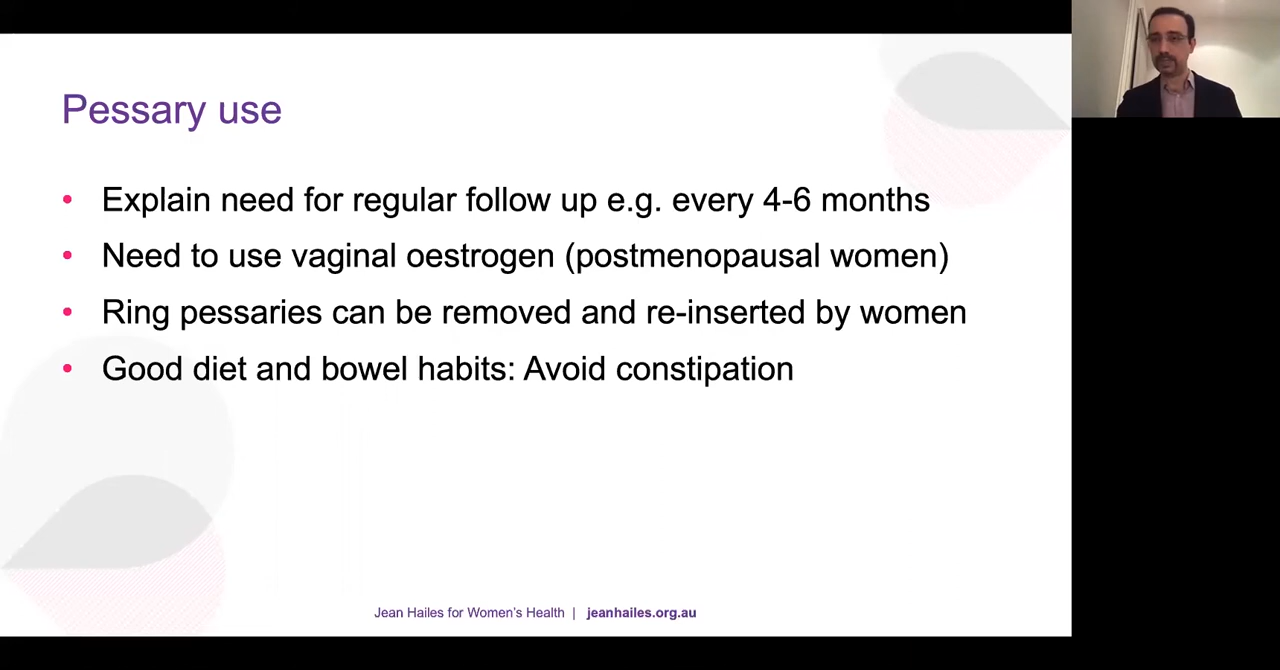 Pessary use
• Explain need for regular follow up e.g. every 4-6 months
• Need to use vaginal oestrogen (postmenopausal women)
• Ring pessaries can be removed and re-inserted by women
• Good diet and bowel habits: Avoid constipation
Jean Hailes for Women's Health | jeanhailes.org.au